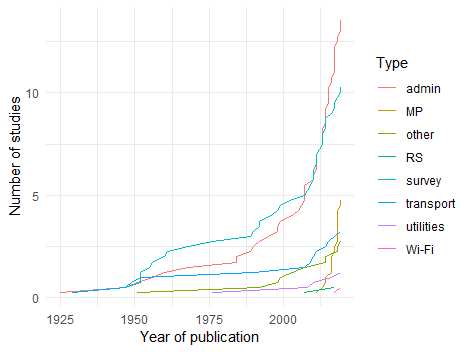 Number of studies
10
5
0
1925
1950
1975
2000
Year of publication
Type
admin
MP
other
RS
survey
transport
utilities
Wi-Fi